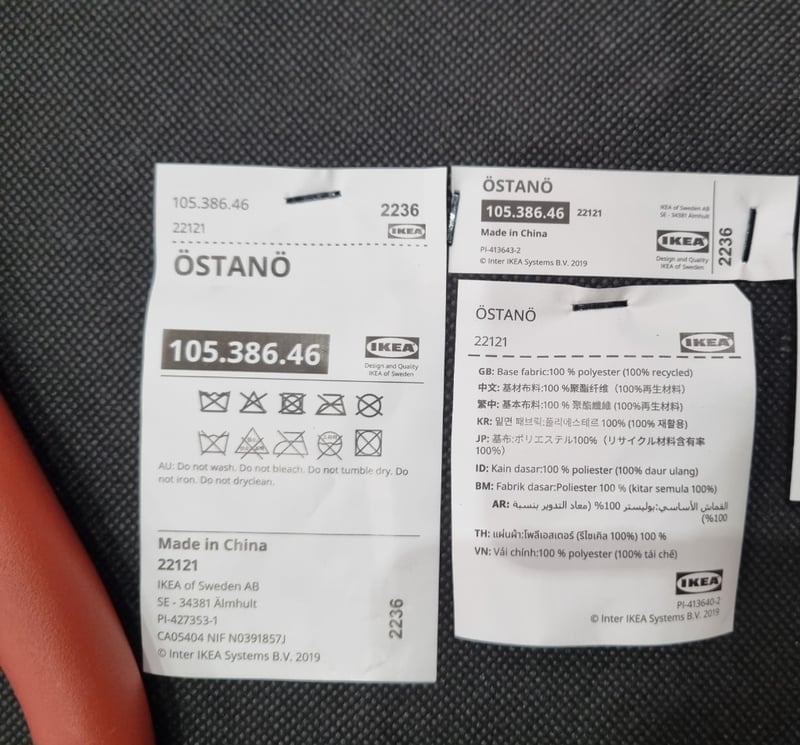 105.386.46
2236
22121
IKEA
ÖSTANÖ
105.386.46
IKEA
Design and Quality
IKEA of Sweden
AU: Do not wash. Do not bleach. Do not tumble dry. Do
not iron. Do not dryclean.
Made in China
22121
IKEA of Sweden AB
SE - 34381 Älmhult
PI-427353-1
CA05404 NIF N0391857J
© Inter IKEA Systems B.V. 2019
2236
ÖSTANÖ
105.386.46 22121
Made in China
PI-413643-2
© Inter IKEA Systems B.V. 2019
IKEA of Sweden AB
SE - 34381 Älmhult
IKEA
Design and Quality
IKEA of Sweden
2236
ÖSTANÖ
22121
IKEA
GB: Base fabric:100 % polyester (100% recycled)
中文: 基材布料:100 %聚酯纤维（100%再生材料）
繁中: 基本布料:100 % 聚酯纖維 (100%再生材料)
KR: 밑면 패브릭:폴리에스테르 100% (100% 재활용)
JP: 基布:ポリエステル100%（リサイクル材料含有率
100%）
ID: Kain dasar:100 % poliester (100% daur ulang)
BM: Fabrik dasar:Poliester 100 % (kitar semula 100%)
AR: القماش الأساسي:بوليستر 100% (معاد التدوير بنسبة
100%)
TH: แผ่นผ้า:โพลีเอสเตอร์ (รีไซเคิล 100%) 100 %
VN: Vải chính:100 % polyester (100% tái chế)
IKEA
PI-413640-2
© Inter IKEA Systems B.V. 2019